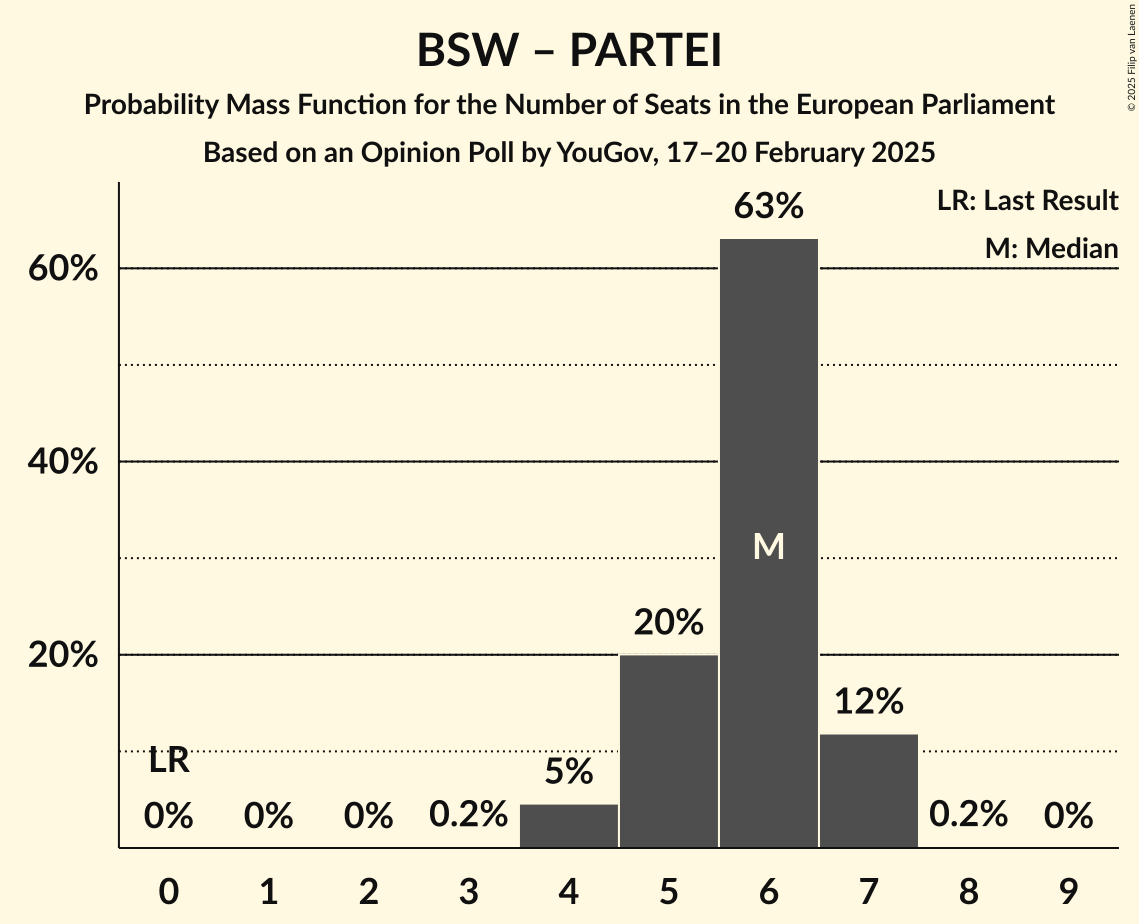 BSW – PARTEI
Probability Mass Function for the Number of Seats in the European Parliament
Based on an Opinion Poll by YouGov, 17–20 February 2025
© 2025 Filip van Laenen
LR: Last Result
M: Median
63%
60%
40%
M
20%
20%
12%
LR
5%
0%
0%
0%
0.2%
0.2%
0%
0 1 2 3 4 5 6 7 8 9